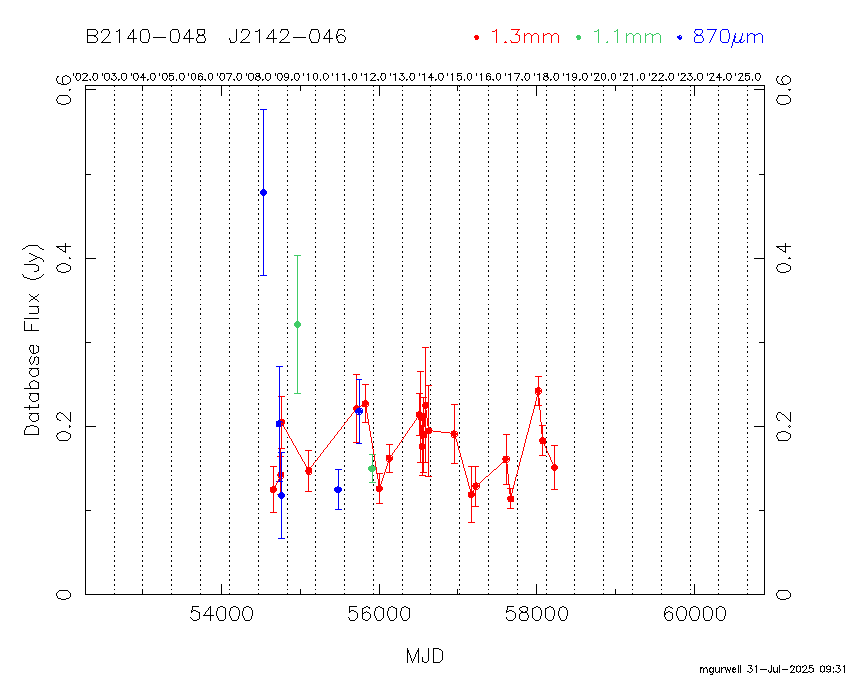 B2140-048 J2142-046
1.3mm 1.1mm 870μm
'02.0 '03.0 '04.0 '05.0 '06.0 '07.0 '08.0 '09.0 '10.0 '11.0 '12.0 '13.0 '14.0 '15.0 '16.0 '17.0 '18.0 '19.0 '20.0 '21.0 '22.0 '23.0 '24.0 '25.0
0.6 0.6
0.4 0.4
Database Flux (Jy)
0.2 0.2
0 0
54000 56000 58000 60000
MJD
mgurwell 31-Jul-2025 09:31